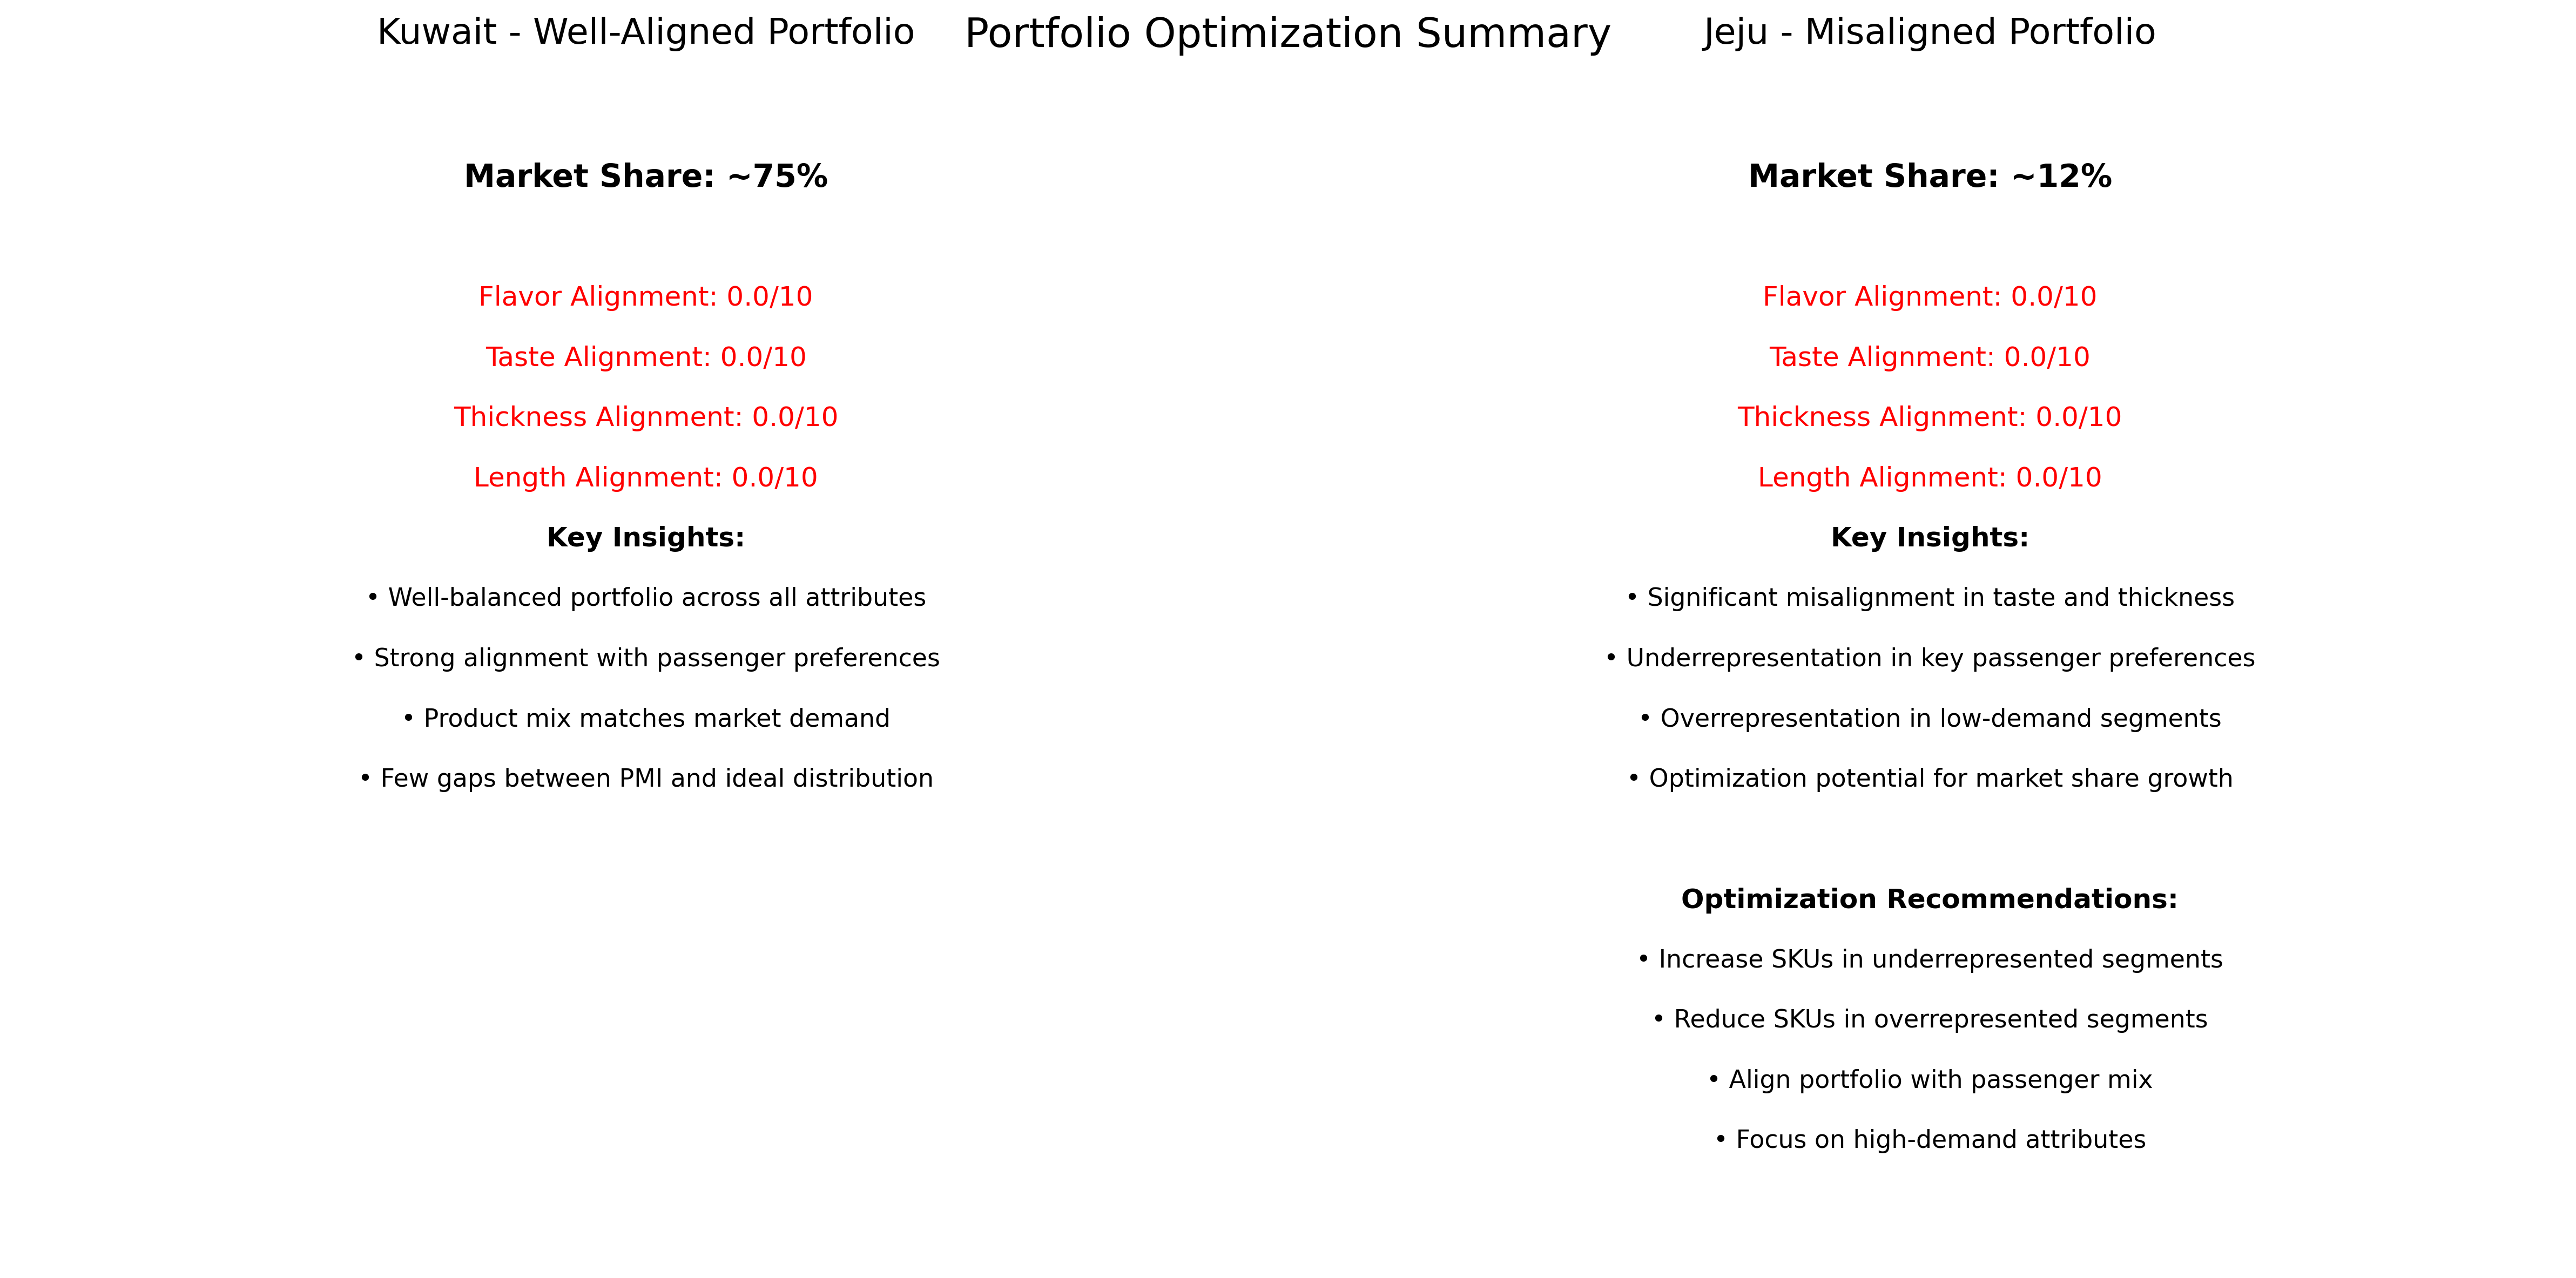 Portfolio Optimization Summary
Kuwait - Well-Aligned Portfolio
Market Share: ~75%
Flavor Alignment: 0.0/10
Taste Alignment: 0.0/10
Thickness Alignment: 0.0/10
Length Alignment: 0.0/10
Key Insights:
• Well-balanced portfolio across all attributes
• Strong alignment with passenger preferences
• Product mix matches market demand
• Few gaps between PMI and ideal distribution
Jeju - Misaligned Portfolio
Market Share: ~12%
Flavor Alignment: 0.0/10
Taste Alignment: 0.0/10
Thickness Alignment: 0.0/10
Length Alignment: 0.0/10
Key Insights:
• Significant misalignment in taste and thickness
• Underrepresentation in key passenger preferences
• Overrepresentation in low-demand segments
• Optimization potential for market share growth
Optimization Recommendations:
• Increase SKUs in underrepresented segments
• Reduce SKUs in overrepresented segments
• Align portfolio with passenger mix
• Focus on high-demand attributes